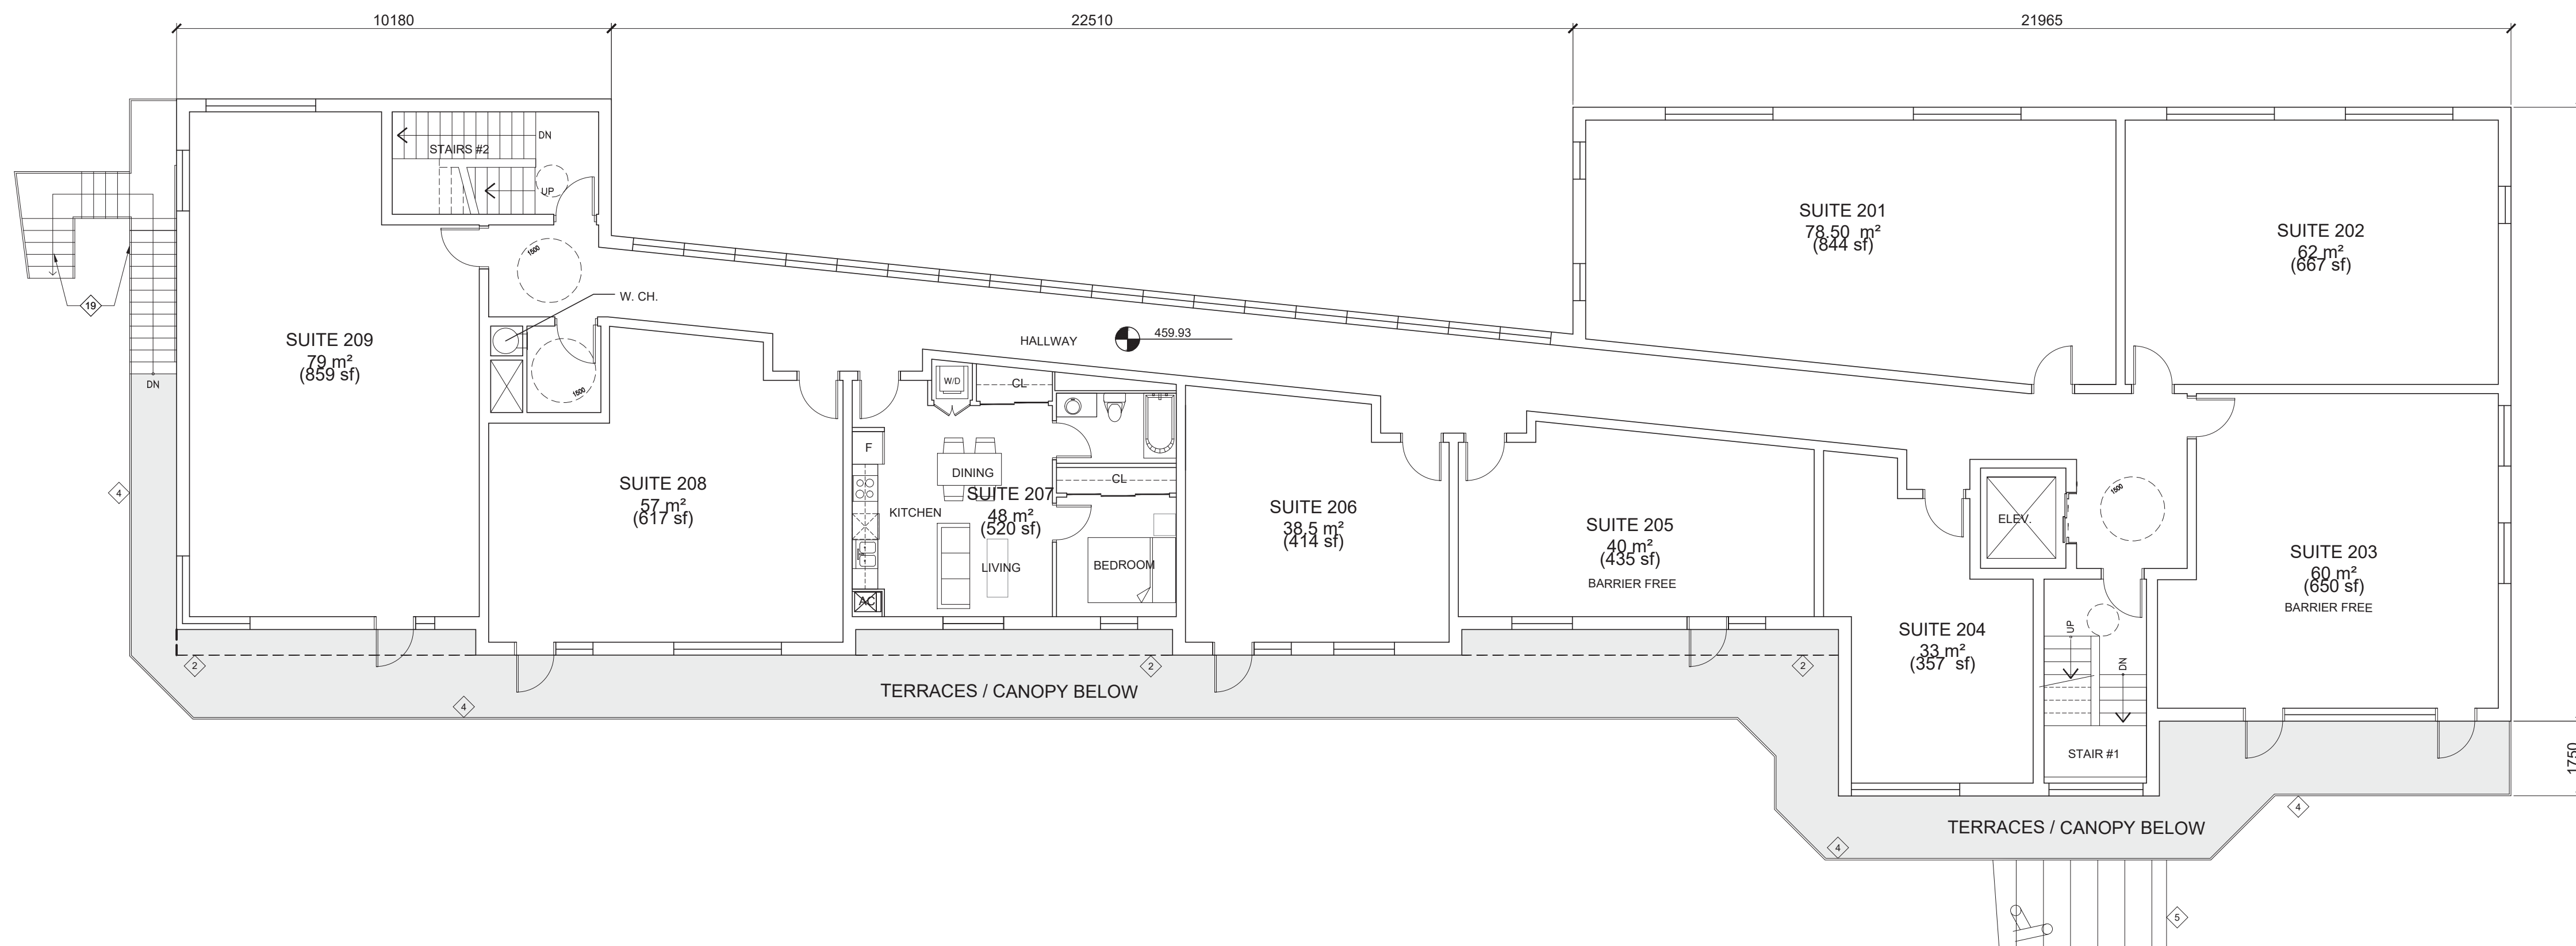 10180
22510
21965
DN
STAIRS #2
UP
1500
W. CH.
19
DN
SUITE 209
79 m²
(859 sf)
1500
HALLWAY
459.93
SUITE 201
78.50 m²
(844 sf)
SUITE 202
62 m²
(667 sf)
4
SUITE 208
57 m²
(617 sf)
W/D
CL
F
DINING
CL
SUITE 207
48 m²
(520 sf)
KITCHEN
LIVING
BEDROOM
AC
SUITE 206
38.5 m²
(414 sf)
SUITE 205
40 m²
(435 sf)
BARRIER FREE
ELEV.
1500
SUITE 203
60 m²
(650 sf)
BARRIER FREE
SUITE 204
33 m²
(357 sf)
UP
DN
STAIR #1
2
2
2
4
TERRACES / CANOPY BELOW
1750
4
TERRACES / CANOPY BELOW
4
5